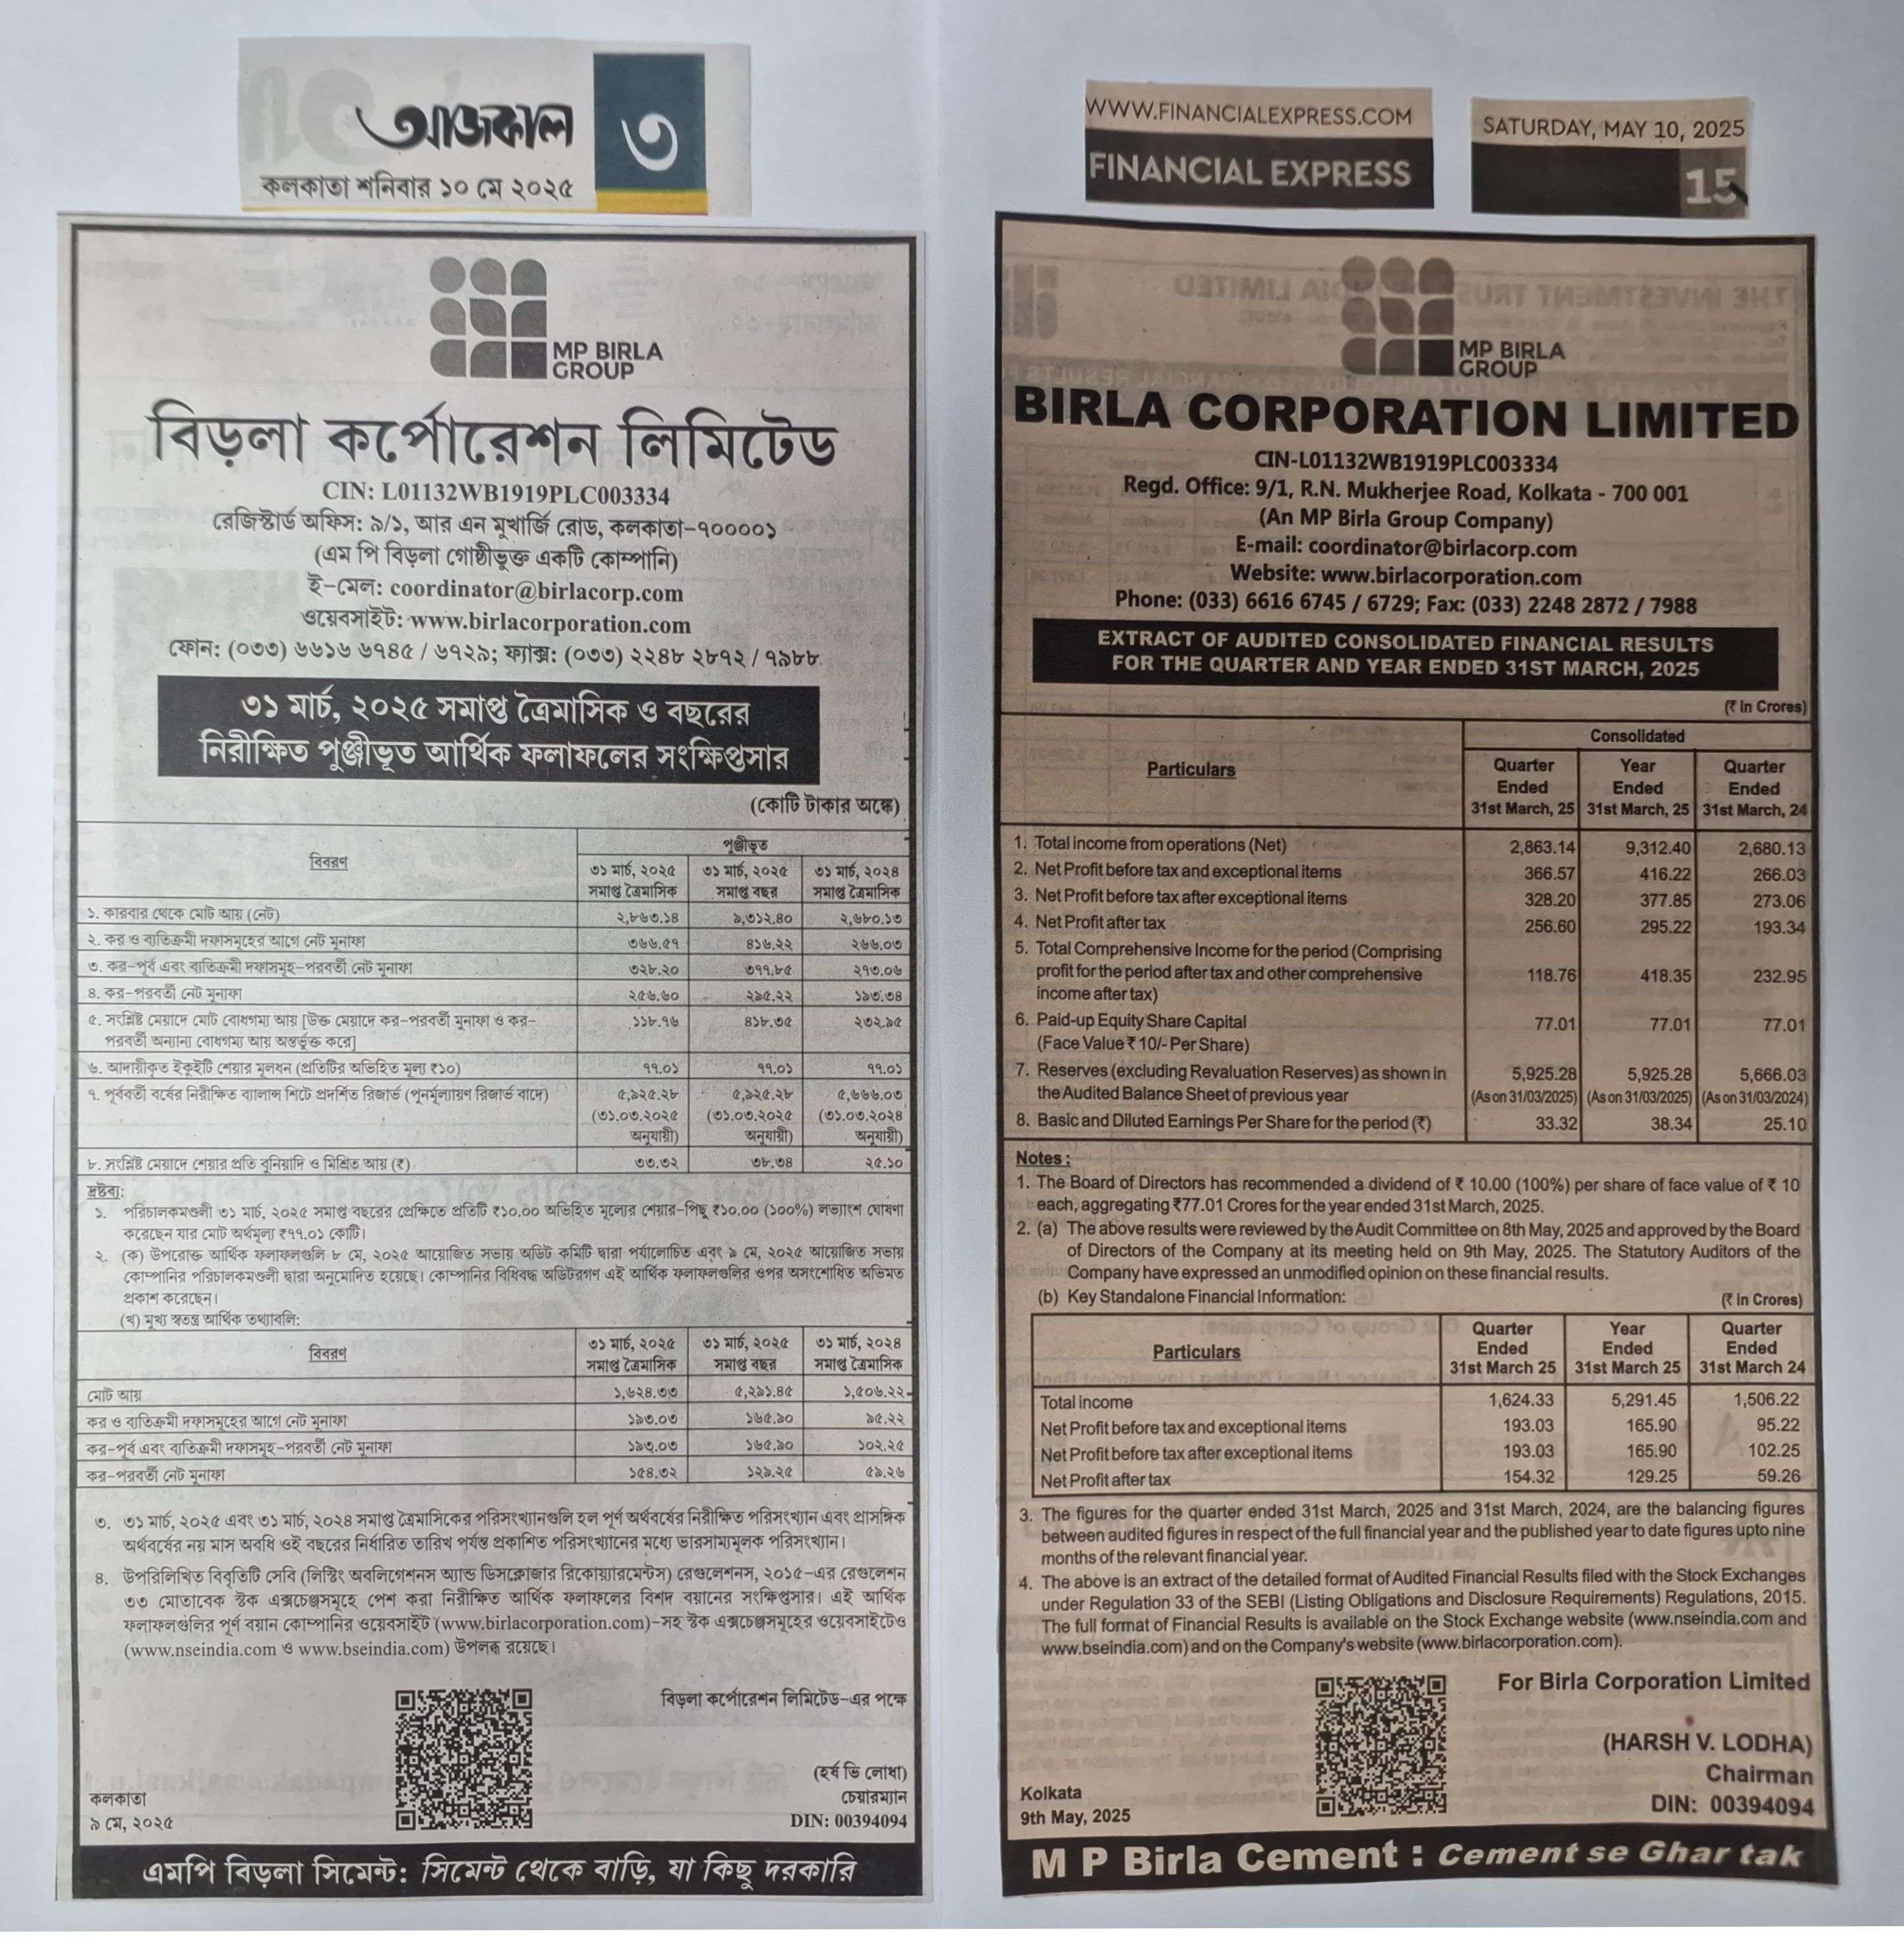 আজকাল
৩
কলকাতা শনিবার ১০ মে ২০২৫
MP BIRLA
GROUP
বিড়লা কর্পোরেশন লিমিটেড
CIN: L01132WB1919PLC003334
রেজিস্টার্ড অফিস: ৯/১, আর এন মুখার্জি রোড, কলকাতা-৭০০০০১
(এম পি বিড়লা গোষ্ঠীভুক্ত একটি কোম্পানি)
ই-মেল: coordinator@birlacorp.com
ওয়েবসাইট: www.birlacorporation.com
ফোন: (০৩৩) ৬৬১৬ ৬৭৪৫ / ৬৭২৯; ফ্যাক্স: (০৩৩) ২২৪৮ ২৮৭২ / ৭৯৮৮
৩১ মার্চ, ২০২৫ সমাপ্ত ত্রৈমাসিক ও বছরের
নিরীক্ষিত পুঞ্জীভূত আর্থিক ফলাফলের সংক্ষিপ্তসার
(কোটি টাকার অঙ্কে)
বিবরণ
পুঞ্জীভূত
৩১ মার্চ, ২০২৫ ৩১ মার্চ, ২০২৫ ৩১ মার্চ, ২০২৪
সমাপ্ত ত্রৈমাসিক সমাপ্ত বছর সমাপ্ত ত্রৈমাসিক
১. কারবার থেকে মোট আয় (নেট) ২,৮৬৩.১৪ ৯,৩১২.৪০ ২,৬৮০.১৩
২. কর ও ব্যতিক্রমী দফাসমূহের আগে নেট মুনাফা ৩৬৬.৫৭ ৪১৬.২২ ২৬৬.০৩
৩. কর-পূর্ব এবং ব্যতিক্রমী দফাসমূহ-পরবর্তী নেট মুনাফা ৩২৮.২০ ৩৭৭.৮৫ ২৭৩.০৬
৪. কর-পরবর্তী নেট মুনাফা ২৫৬.৬০ ২৯৫.২২ ১৯৩.৩৪
৫. সংশ্লিষ্ট মেয়াদে মোট বোধগম্য আয় [উক্ত মেয়াদে কর-পরবর্তী মুনাফা ও কর- ১১৮.৭৬ ৪১৮.৩৫ ২৩২.৯৫
পরবর্তী অন্যান্য বোধগম্য আয় অন্তর্ভুক্ত করে]
৬. আদায়ীকৃত ইকুইটি শেয়ার মূলধন (প্রতিটির অভিহিত মূল্য ₹১০) ৭৭.০১ ৭৭.০১ ৭৭.০১
৭. পূর্ববর্তী বর্ষের নিরীক্ষিত ব্যালান্স শিটে প্রদর্শিত রিজার্ভ (পুনর্মূল্যায়ণ রিজার্ভ বাদে) ৫,৯২৫.২৮ ৫,৯২৫.২৮ ৫,৬৬৬.০৩
(৩১.০৩.২০২৫ (৩১.০৩.২০২৫ (৩১.০৩.২০২৪
অনুযায়ী) অনুযায়ী) অনুযায়ী)
৮. সংশ্লিষ্ট মেয়াদে শেয়ার প্রতি বুনিয়াদি ও মিশ্রিত আয় (₹) ৩৩.৩২ ৩৮.৩৪ ২৫.১০
দ্রষ্টব্য:
১. পরিচালকমণ্ডলী ৩১ মার্চ, ২০২৫ সমাপ্ত বছরের প্রেক্ষিতে প্রতিটি ₹১০.০০ অভিহিত মূল্যের শেয়ার-পিছু ₹১০.০০ (১০০%) লভ্যাংশ ঘোষণা
করেছেন যার মোট অর্থমূল্য ₹৭৭.০১ কোটি।
২. (ক) উপরোক্ত আর্থিক ফলাফলগুলি ৮ মে, ২০২৫ আয়োজিত সভায় অডিট কমিটি দ্বারা পর্যালোচিত এবং ৯ মে, ২০২৫ আয়োজিত সভায়
কোম্পানির পরিচালকমণ্ডলী দ্বারা অনুমোদিত হয়েছে। কোম্পানির বিধিবদ্ধ অডিটরগণ এই আর্থিক ফলাফলগুলির ওপর অসংশোধিত অভিমত
প্রকাশ করেছেন।
(খ) মুখ্য স্বতন্ত্র আর্থিক তথ্যাবলি:
বিবরণ
৩১ মার্চ, ২০২৫ ৩১ মার্চ, ২০২৫ ৩১ মার্চ, ২০২৪
সমাপ্ত ত্রৈমাসিক সমাপ্ত বছর সমাপ্ত ত্রৈমাসিক
মোট আয় ১,৬২৪.৩৩ ৫,২৯১.৪৫ ১,৫০৬.২২
কর ও ব্যতিক্রমী দফাসমূহের আগে নেট মুনাফা ১৯৩.০৩ ১৬৫.৯০ ৯৫.২২
কর-পূর্ব এবং ব্যতিক্রমী দফাসমূহ-পরবর্তী নেট মুনাফা ১৯৩.০৩ ১৬৫.৯০ ১০২.২৫
কর-পরবর্তী নেট মুনাফা ১৫৪.৩২ ১২৯.২৫ ৫৯.২৬
৩. ৩১ মার্চ, ২০২৫ এবং ৩১ মার্চ, ২০২৪ সমাপ্ত ত্রৈমাসিকের পরিসংখ্যানগুলি হল পূর্ণ অর্থবর্ষের নিরীক্ষিত পরিসংখ্যান এবং প্রাসঙ্গিক
অর্থবর্ষের নয় মাস অবধি ওই বছরের নির্ধারিত তারিখ পর্যন্ত প্রকাশিত পরিসংখ্যানের মধ্যে ভারসাম্যমূলক পরিসংখ্যান।
৪. উপরিলিখিত বিবৃতিটি সেবি (লিস্টিং অবলিগেশনস অ্যান্ড ডিসক্লোজার রিকোয়্যারমেন্টস) রেগুলেশনস, ২০১৫-এর রেগুলেশন
৩৩ মোতাবেক স্টক এক্সচেঞ্জসমূহে পেশ করা নিরীক্ষিত আর্থিক ফলাফলের বিশদ বয়ানের সংক্ষিপ্তসার। এই আর্থিক
ফলাফলগুলির পূর্ণ বয়ান কোম্পানির ওয়েবসাইট (www.birlacorporation.com)-সহ স্টক এক্সচেঞ্জসমূহের ওয়েবসাইটেও
(www.nseindia.com ও www.bseindia.com) উপলব্ধ রয়েছে।
বিড়লা কর্পোরেশন লিমিটেড-এর পক্ষে
(হর্ষ ভি লোধা)
কলকাতা চেয়ারম্যান
৯ মে, ২০২৫ DIN: 00394094
এমপি বিড়লা সিমেন্ট: সিমেন্ট থেকে বাড়ি, যা কিছু দরকারি
WWW.FINANCIALEXPRESS.COM
FINANCIAL EXPRESS
SATURDAY, MAY 10, 2025
15
MP BIRLA
GROUP
BIRLA CORPORATION LIMITED
CIN-L01132WB1919PLC003334
Regd. Office: 9/1, R.N. Mukherjee Road, Kolkata - 700 001
(An MP Birla Group Company)
E-mail: coordinator@birlacorp.com
Website: www.birlacorporation.com
Phone: (033) 6616 6745 / 6729; Fax: (033) 2248 2872 / 7988
EXTRACT OF AUDITED CONSOLIDATED FINANCIAL RESULTS
FOR THE QUARTER AND YEAR ENDED 31ST MARCH, 2025
(₹ in Crores)
Particulars
Consolidated
Quarter Year Quarter
Ended Ended Ended
31st March, 25 31st March, 25 31st March, 24
1. Total income from operations (Net) 2,863.14 9,312.40 2,680.13
2. Net Profit before tax and exceptional items 366.57 416.22 266.03
3. Net Profit before tax after exceptional items 328.20 377.85 273.06
4. Net Profit after tax 256.60 295.22 193.34
5. Total Comprehensive Income for the period (Comprising
profit for the period after tax and other comprehensive 118.76 418.35 232.95
income after tax)
6. Paid-up Equity Share Capital 77.01 77.01 77.01
(Face Value ₹ 10/- Per Share)
7. Reserves (excluding Revaluation Reserves) as shown in 5,925.28 5,925.28 5,666.03
the Audited Balance Sheet of previous year (As on 31/03/2025) (As on 31/03/2025) (As on 31/03/2024)
8. Basic and Diluted Earnings Per Share for the period (₹) 33.32 38.34 25.10
Notes :
1. The Board of Directors has recommended a dividend of ₹ 10.00 (100%) per share of face value of ₹ 10
each, aggregating ₹77.01 Crores for the year ended 31st March, 2025.
2. (a) The above results were reviewed by the Audit Committee on 8th May, 2025 and approved by the Board
of Directors of the Company at its meeting held on 9th May, 2025. The Statutory Auditors of the
Company have expressed an unmodified opinion on these financial results.
(b) Key Standalone Financial Information: (₹ in Crores)
Particulars
Quarter Year Quarter
Ended Ended Ended
31st March 25 31st March 25 31st March 24
Total income 1,624.33 5,291.45 1,506.22
Net Profit before tax and exceptional items 193.03 165.90 95.22
Net Profit before tax after exceptional items 193.03 165.90 102.25
Net Profit after tax 154.32 129.25 59.26
3. The figures for the quarter ended 31st March, 2025 and 31st March, 2024, are the balancing figures
between audited figures in respect of the full financial year and the published year to date figures upto nine
months of the relevant financial year.
4. The above is an extract of the detailed format of Audited Financial Results filed with the Stock Exchanges
under Regulation 33 of the SEBI (Listing Obligations and Disclosure Requirements) Regulations, 2015.
The full format of Financial Results is available on the Stock Exchange website (www.nseindia.com and
www.bseindia.com) and on the Company's website (www.birlacorporation.com).
For Birla Corporation Limited
(HARSH V. LODHA)
Chairman
Kolkata
9th May, 2025 DIN: 00394094
M P Birla Cement : Cement se Ghar tak